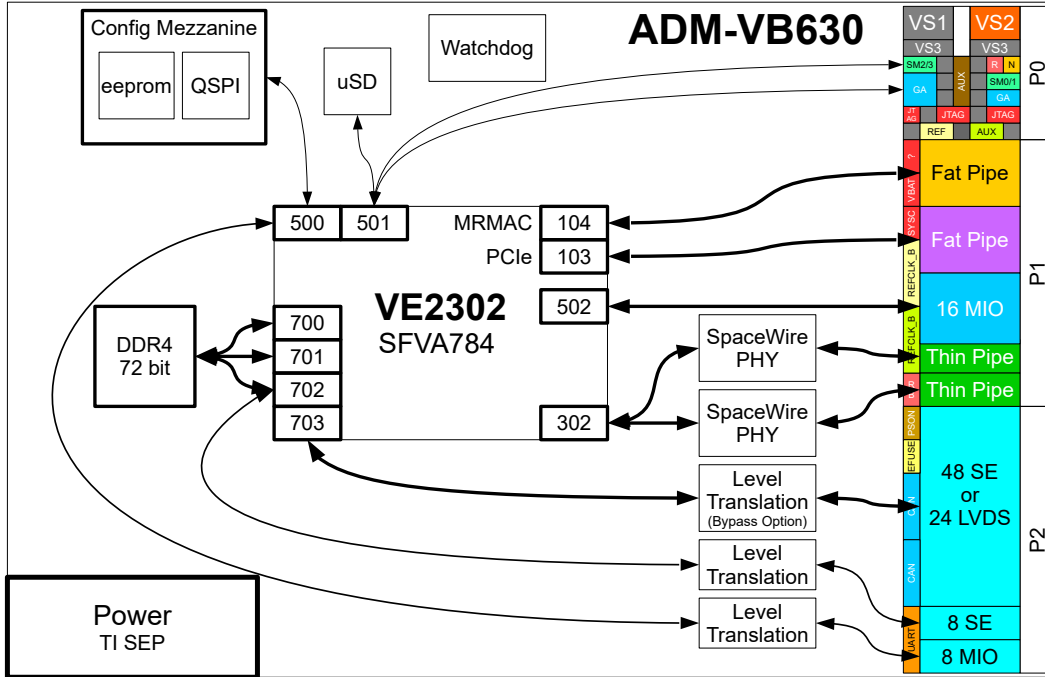 ADM-VB630
Config Mezzanine
eeprom
QSPI
uSD
Watchdog
VS1
VS2
VS3
VS3
SM2/3
AUX
R
N
SM0/1
GA
GA
JT
AG
JTAG
JTAG
REF
AUX
P0
500
501
MRMAC
104
PCIe
103
502
VE2302
SFVA784
700
701
702
703
302
DDR4
72 bit
SpaceWire
PHY
SpaceWire
PHY
Level
Translation
(Bypass Option)
Level
Translation
Level
Translation
Power
TI SEP
?
VBAT
Fat Pipe
SYSC
Fat Pipe
REFCLK_B
16 MIO
REFCLK_B
Thin Pipe
R
Thin Pipe
P1
PSON
EFUSE
48 SE
or
24 LVDS
CAN
CAN
UART
8 SE
8 MIO
P2